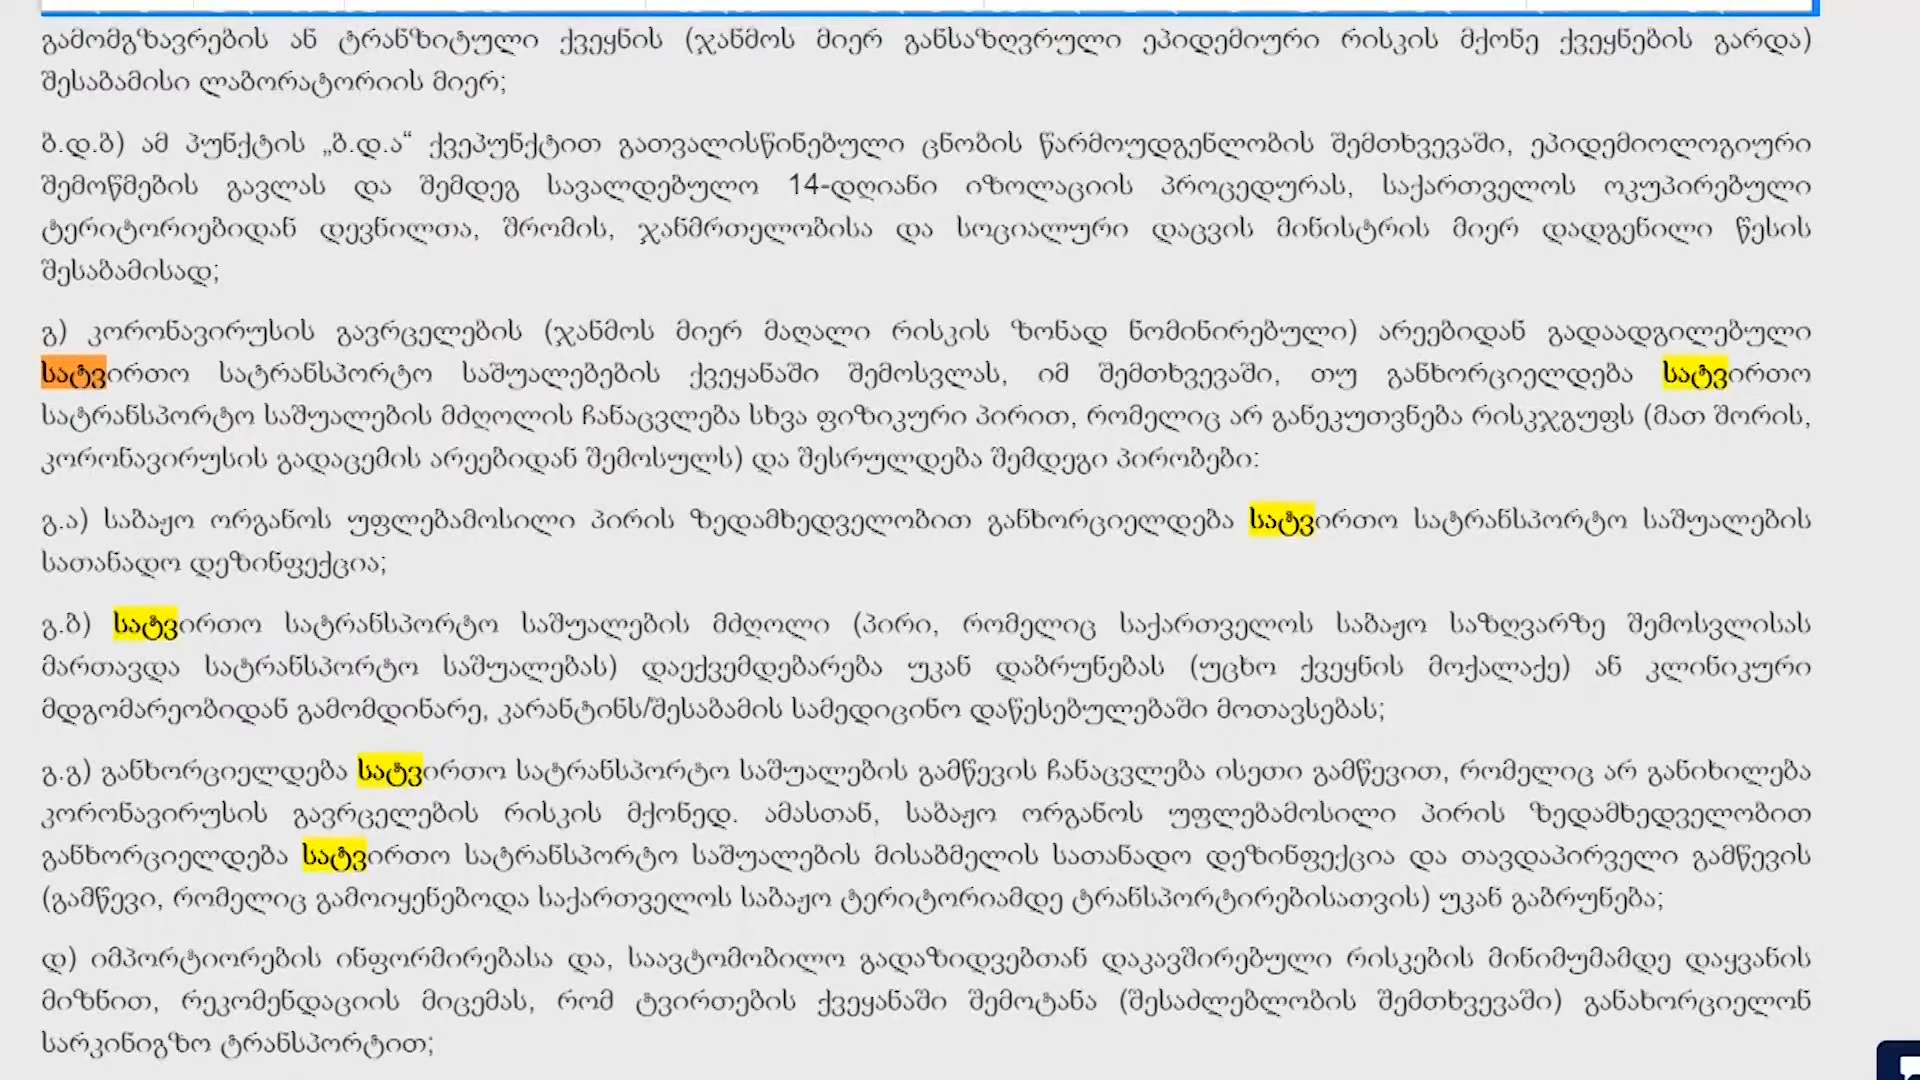 გამომგზავრების ან ტრანზიტული ქვეყნის (ჯანმოს მიერ განსაზღვრული ეპიდემიური რისკის მქონე ქვეყნების გარდა)
შესაბამისი ლაბორატორიის მიერ;
ბ.დ.ბ) ამ პუნქტის „ბ.დ.ა“ ქვეპუნქტით გათვალისწინებული ცნობის წარმოუდგენლობის შემთხვევაში, ეპიდემიოლოგიური
შემოწმების გავლას და შემდეგ სავალდებულო 14-დღიანი იზოლაციის პროცედურას, საქართველოს ოკუპირებული
ტერიტორიებიდან დევნილთა, შრომის, ჯანმრთელობისა და სოციალური დაცვის მინისტრის მიერ დადგენილი წესის
შესაბამისად;
გ) კორონავირუსის გავრცელების (ჯანმოს მიერ მაღალი რისკის ზონად ნომინირებული) არეებიდან გადაადგილებული
სატვირთო სატრანსპორტო საშუალებების ქვეყანაში შემოსვლას, იმ შემთხვევაში, თუ განხორციელდება სატვირთო
სატრანსპორტო საშუალების მძღოლის ჩანაცვლება სხვა ფიზიკური პირით, რომელიც არ განეკუთვნება რისკჯგუფს (მათ შორის,
კორონავირუსის გადაცემის არეებიდან შემოსულს) და შესრულდება შემდეგი პირობები:
გ.ა) საბაჟო ორგანოს უფლებამოსილი პირის ზედამხედველობით განხორციელდება სატვირთო სატრანსპორტო საშუალების
სათანადო დეზინფექცია;
გ.ბ) სატვირთო სატრანსპორტო საშუალების მძღოლი (პირი, რომელიც საქართველოს საბაჟო საზღვარზე შემოსვლისას
მართავდა სატრანსპორტო საშუალებას) დაექვემდებარება უკან დაბრუნებას (უცხო ქვეყნის მოქალაქე) ან კლინიკური
მდგომარეობიდან გამომდინარე, კარანტინს/შესაბამის სამედიცინო დაწესებულებაში მოთავსებას;
გ.გ) განხორციელდება სატვირთო სატრანსპორტო საშუალების გამწევის ჩანაცვლება ისეთი გამწევით, რომელიც არ განიხილება
კორონავირუსის გავრცელების რისკის მქონედ. ამასთან, საბაჟო ორგანოს უფლებამოსილი პირის ზედამხედველობით
განხორციელდება სატვირთო სატრანსპორტო საშუალების მისაბმელის სათანადო დეზინფექცია და თავდაპირველი გამწევის
(გამწევი, რომელიც გამოიყენებოდა საქართველოს საბაჟო ტერიტორიამდე ტრანსპორტირებისათვის) უკან გაბრუნება;
დ) იმპორტიორების ინფორმირებასა და, საავტომობილო გადაზიდვებთან დაკავშირებული რისკების მინიმუმამდე დაყვანის
მიზნით, რეკომენდაციის მიცემას, რომ ტვირთების ქვეყანაში შემოტანა (შესაძლებლობის შემთხვევაში) განახორციელონ
სარკინიგზო ტრანსპორტით;